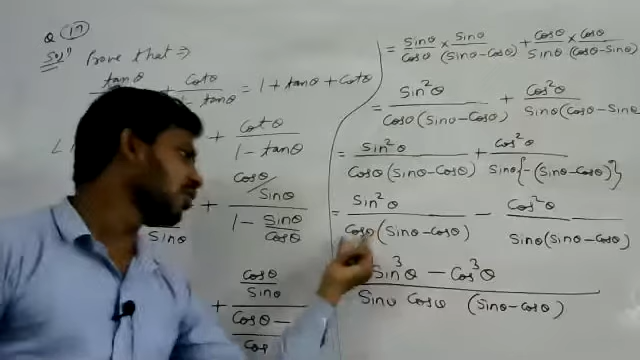 Q (17)
Sol? Prove that ⇒
tanθ/ + cotθ/1-tanθ = 1 + tanθ + cotθ
L + cotθ/(1 - tanθ)
+ (cosθ/sinθ)/(1 - sinθ/cosθ)
sinθ
+ (cosθ/sinθ)/(cosθ -/cos
= sinθ/cosθ × sinθ/(sinθ-cosθ) + cosθ/sinθ × cosθ/(cosθ-sinθ)
= sin²θ/cosθ(sinθ-cosθ) + cos²θ/sinθ(cosθ-sinθ
= sin²θ/cosθ(sinθ-cosθ) + cos²θ/sinθ{-(sinθ-cosθ)}
= sin²θ/cosθ(sinθ-cosθ) - cos²θ/sinθ(sinθ-cosθ)
sin³θ - cos³θ/sinθ cosθ (sinθ-cosθ)